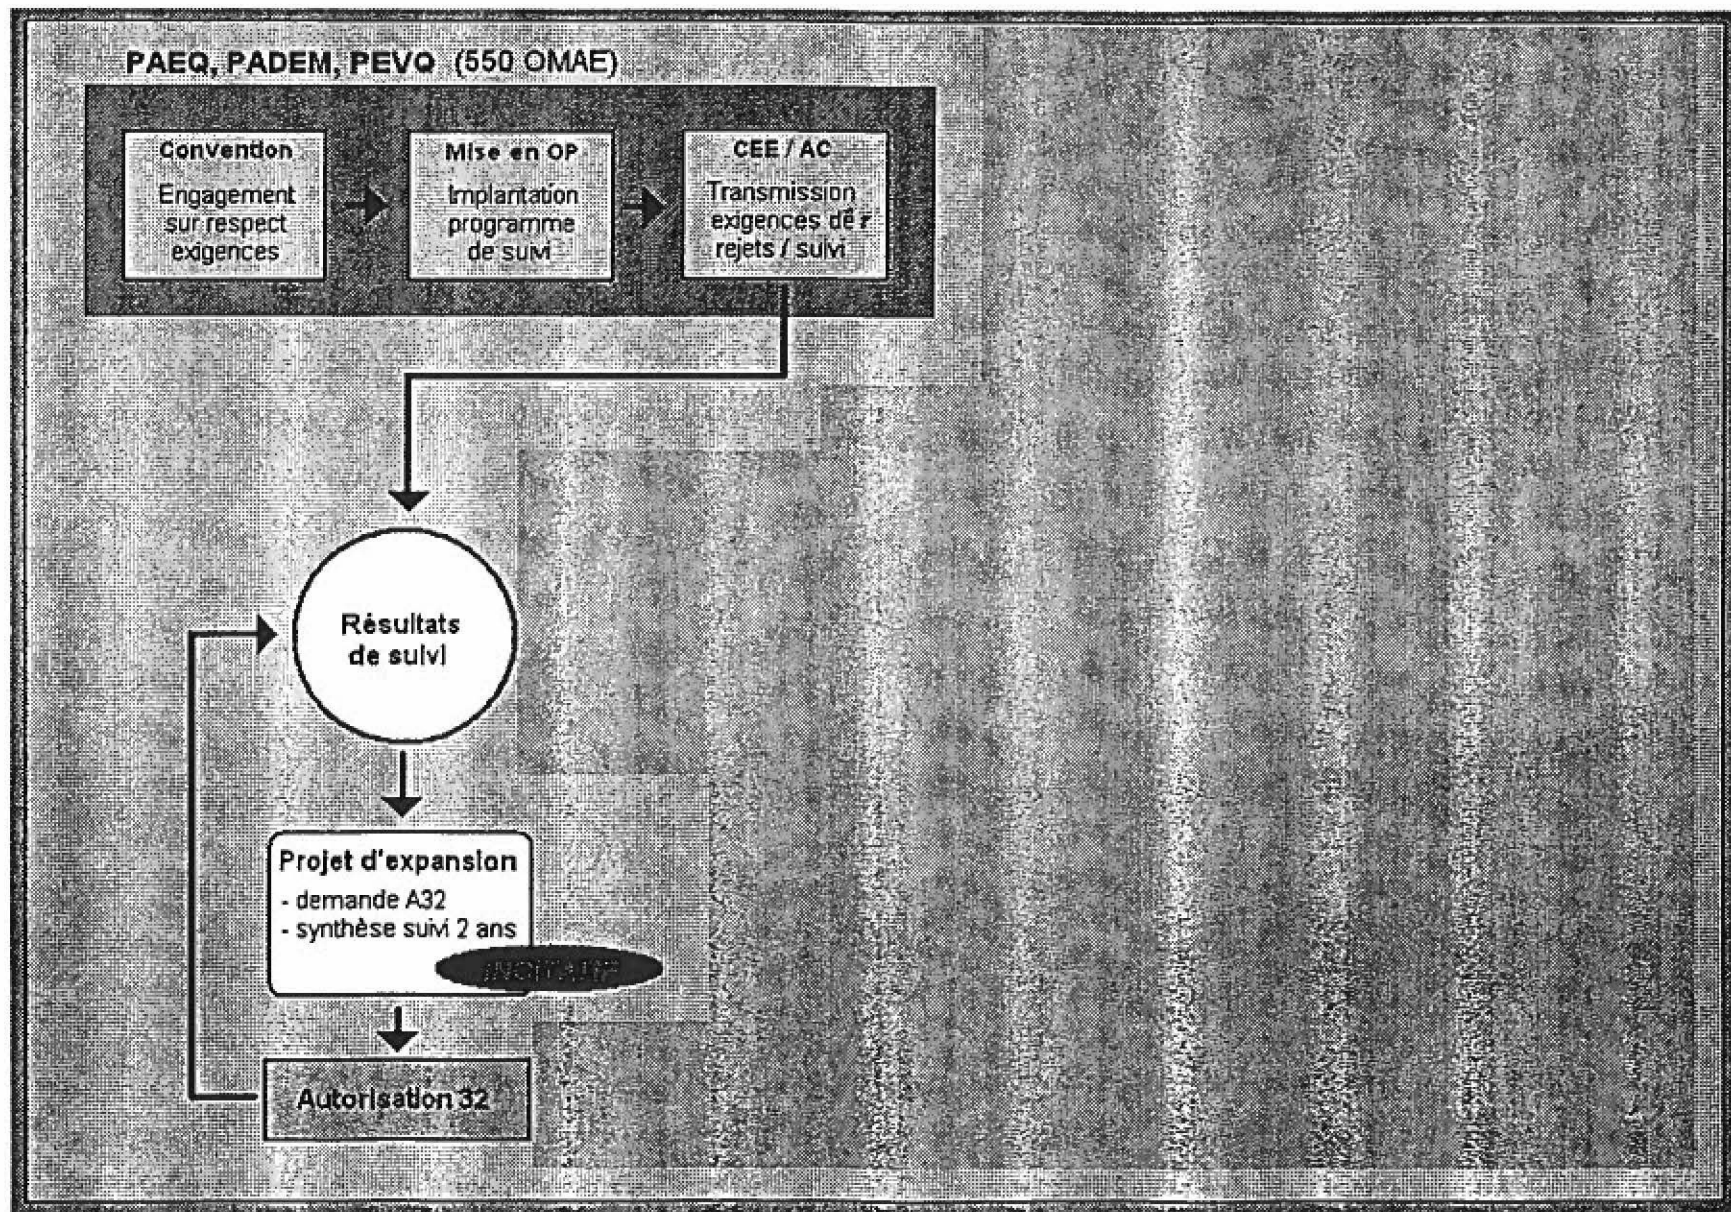 PAEQ, PADEM, PEVQ (550 OMAE)
Convention
Engagement
sur respect
exigences
Mise en OP
Implantation
programme
de suivi
CEE / AC
Transmission
exigences de r
rejets / suivi
Résultats
de suivi
Projet d'expansion
- demande A32
- synthèse suivi 2 ans
INCITATIF
Autorisation 32